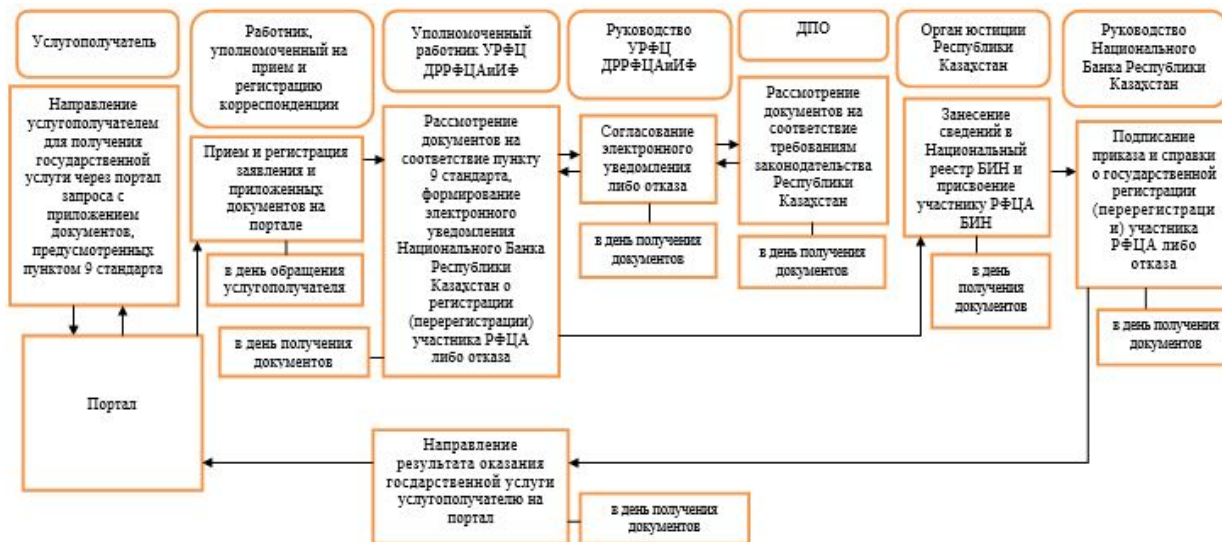 Услугополучатель
Работник,
уполномоченный на
прием и
регистрацию
корреспонденции
Уполномоченный
работник УРФЦ
ДРРФЦАиИФ
Руководство
УРФЦ
ДРРФЦАиИФ
ДПО
Орган юстиции
Республики
Казахстан
Руководство
Национального
Банка Республики
Казахстан
Направление
услугополучателем
для получения
государственной
услуги через портал
запроса с
приложением
документов,
предусмотренных
пунктом 9 стандарта
Прием и регистрация
заявления и
приложенных
документов на
портале
в день обращения
услугополучателя
Рассмотрение
документов на
соответствие пункту
9 стандарта,
формирование
электронного
уведомления
Национального Банка
Республики
Казахстан о
регистрации
(перерегистрации)
участника РФЦА
либо отказа
в день получения
документов
Согласование
электронного
уведомления
либо отказа
в день получения
документов
Рассмотрение
документов на
соответствие
требованиям
законодательства
Республики
Казахстан
в день получения
документов
Занесение
сведений в
Национальный
реестр БИН и
присвоение
участнику РФЦА
БИН
в день
получения
документов
Подписание
приказа и справки
о государственной
регистрации
(перерегистраци
и) участника
РФЦА либо
отказа
в день
получения
документов
Портал
Направление
результата оказания
госдарственной услуги
услугополучателю на
портал
в день получения
документов